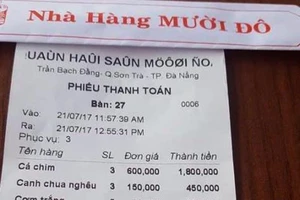 Nhà Hàng MƯỜI ĐÔ
UAÙN HAÛI SAÛN MÖÔØI ÑO,
Trần Bạch Đằng- Q.Sơn Trà - TP. Đà Nẵng
PHIẾU THANH TOÁN
Bàn: 27 0006
Vào: 21/07/17 11:57:39 AM
Ra: 21/07/17 12:55:31 PM
Phục vụ: 3
Tên hàng SL Đơn giá Thành tiền
Cá chim 3 600,000 1,800,000
Canh chua nghêu 3 150,000 450,000
Cơm trắng